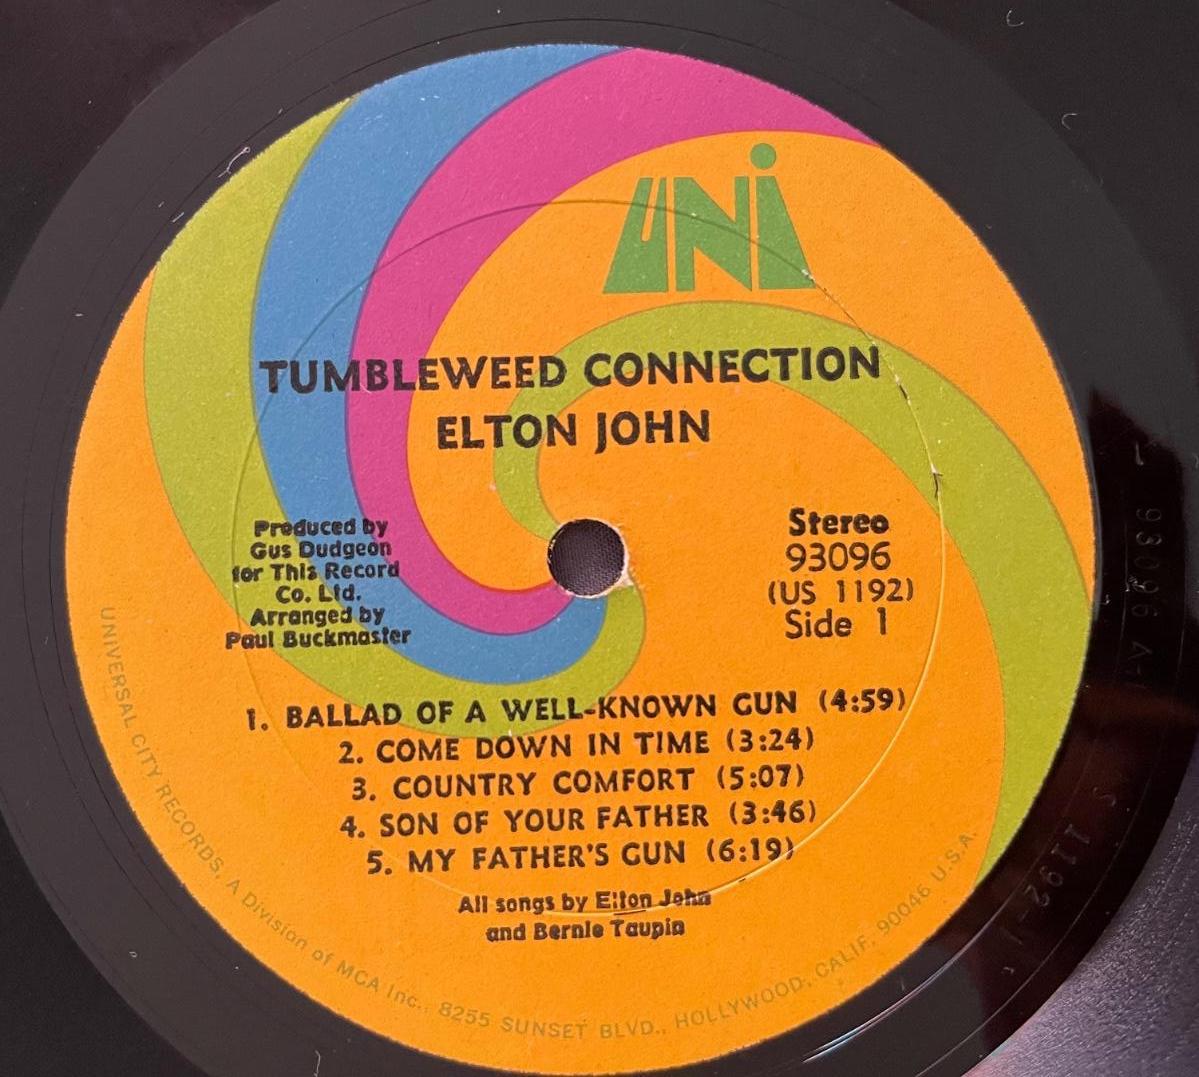 UNI
TUMBLEWEED CONNECTION
ELTON JOHN
Produced by
Gus Dudgeon
for This Record
Co. Ltd.
Arranged by
Paul Buckmaster
Stereo
93096
(US 1192)
Side 1
1. BALLAD OF A WELL-KNOWN GUN (4:59)
2. COME DOWN IN TIME (3:24)
3. COUNTRY COMFORT (5:07)
4. SON OF YOUR FATHER (3:46)
5. MY FATHER'S GUN (6:19)
All songs by Elton John
and Bernie Taupin
UNIVERSAL CITY RECORDS, A Division of MCA Inc., 8255 SUNSET BLVD., HOLLYWOOD, CALIF. 90046 U.S.A.
93096 A-